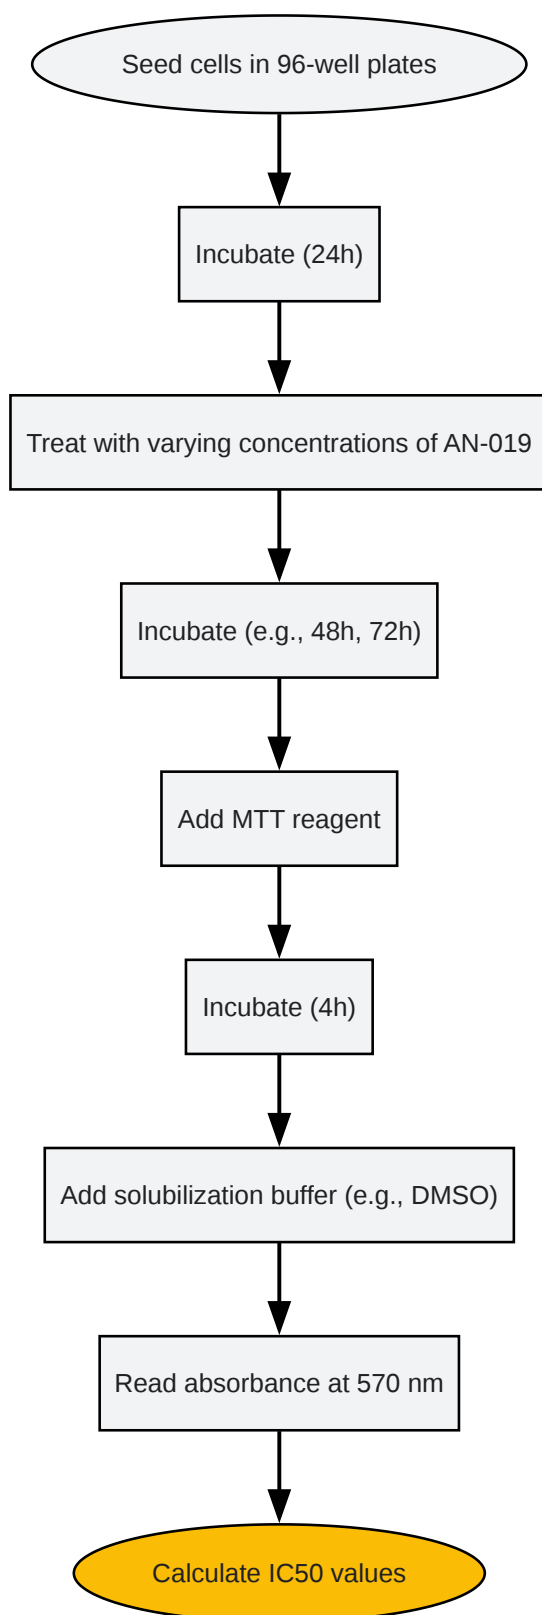 Seed cells in 96-well plates
Incubate (24h)
Treat with varying concentrations of AN-019
Incubate (e.g., 48h, 72h)
Add MTT reagent
Incubate (4h)
Add solubilization buffer (e.g., DMSO)
Read absorbance at 570 nm
Calculate IC50 values